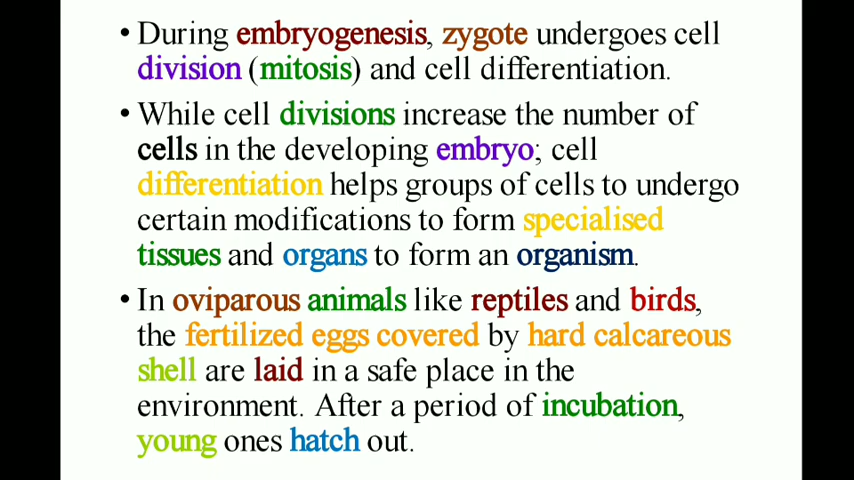 • During embryogenesis, zygote undergoes cell
division (mitosis) and cell differentiation.
• While cell divisions increase the number of
cells in the developing embryo; cell
differentiation helps groups of cells to undergo
certain modifications to form specialised
tissues and organs to form an organism.
• In oviparous animals like reptiles and birds,
the fertilized eggs covered by hard calcareous
shell are laid in a safe place in the
environment. After a period of incubation,
young ones hatch out.